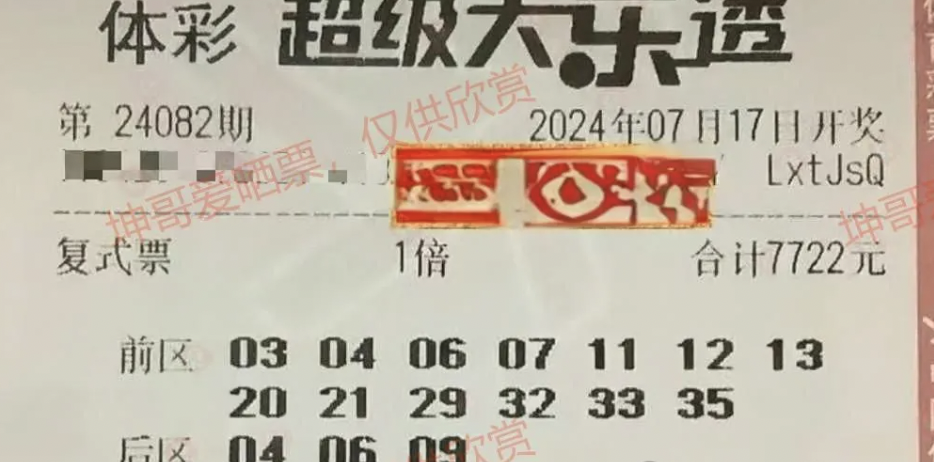 体彩 超级大乐透
第 24082期 2024年07月17日开奖
LxtJsQ
复式票 1倍 合计7722元
前区 03 04 06 07 11 12 13
20 21 29 32 33 35
后区 04 06 09
坤哥爱晒票，仅供欣赏
坤哥
欣赏